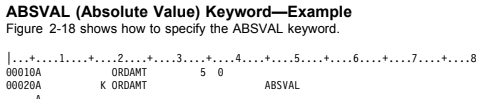 ABSVAL (Absolute Value) Keyword—Example
Figure 2-18 shows how to specify the ABSVAL keyword.
|...+....1....+....2....+....3....+....4....+....5....+....6....+....7....+....8
00010A            ORDAMT         5  0
00020A          K ORDAMT                    ABSVAL
     A